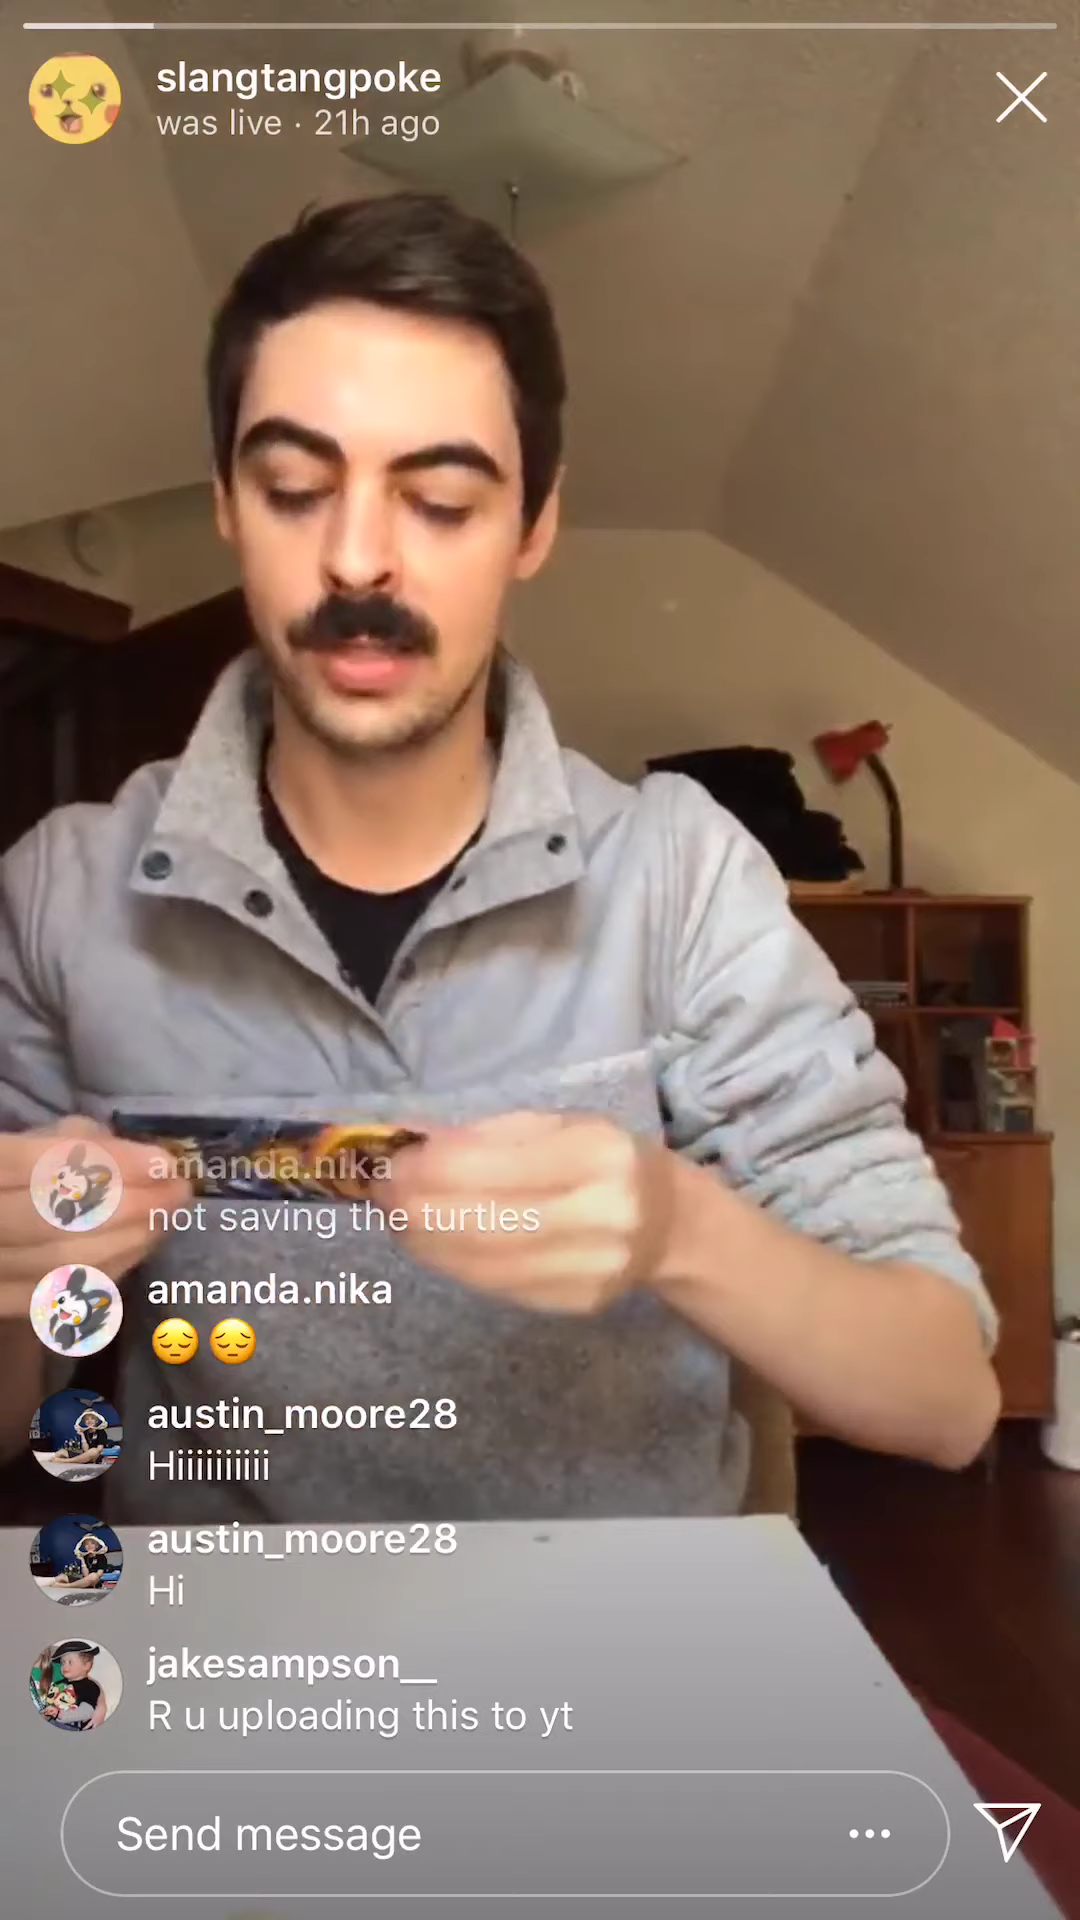 slangtangpoke
was live · 21h ago
amanda.nika
not saving the turtles
amanda.nika
😔😔
austin_moore28
Hiiiiiiiiii
austin_moore28
Hi
jakesampson__
R u uploading this to yt
Send message